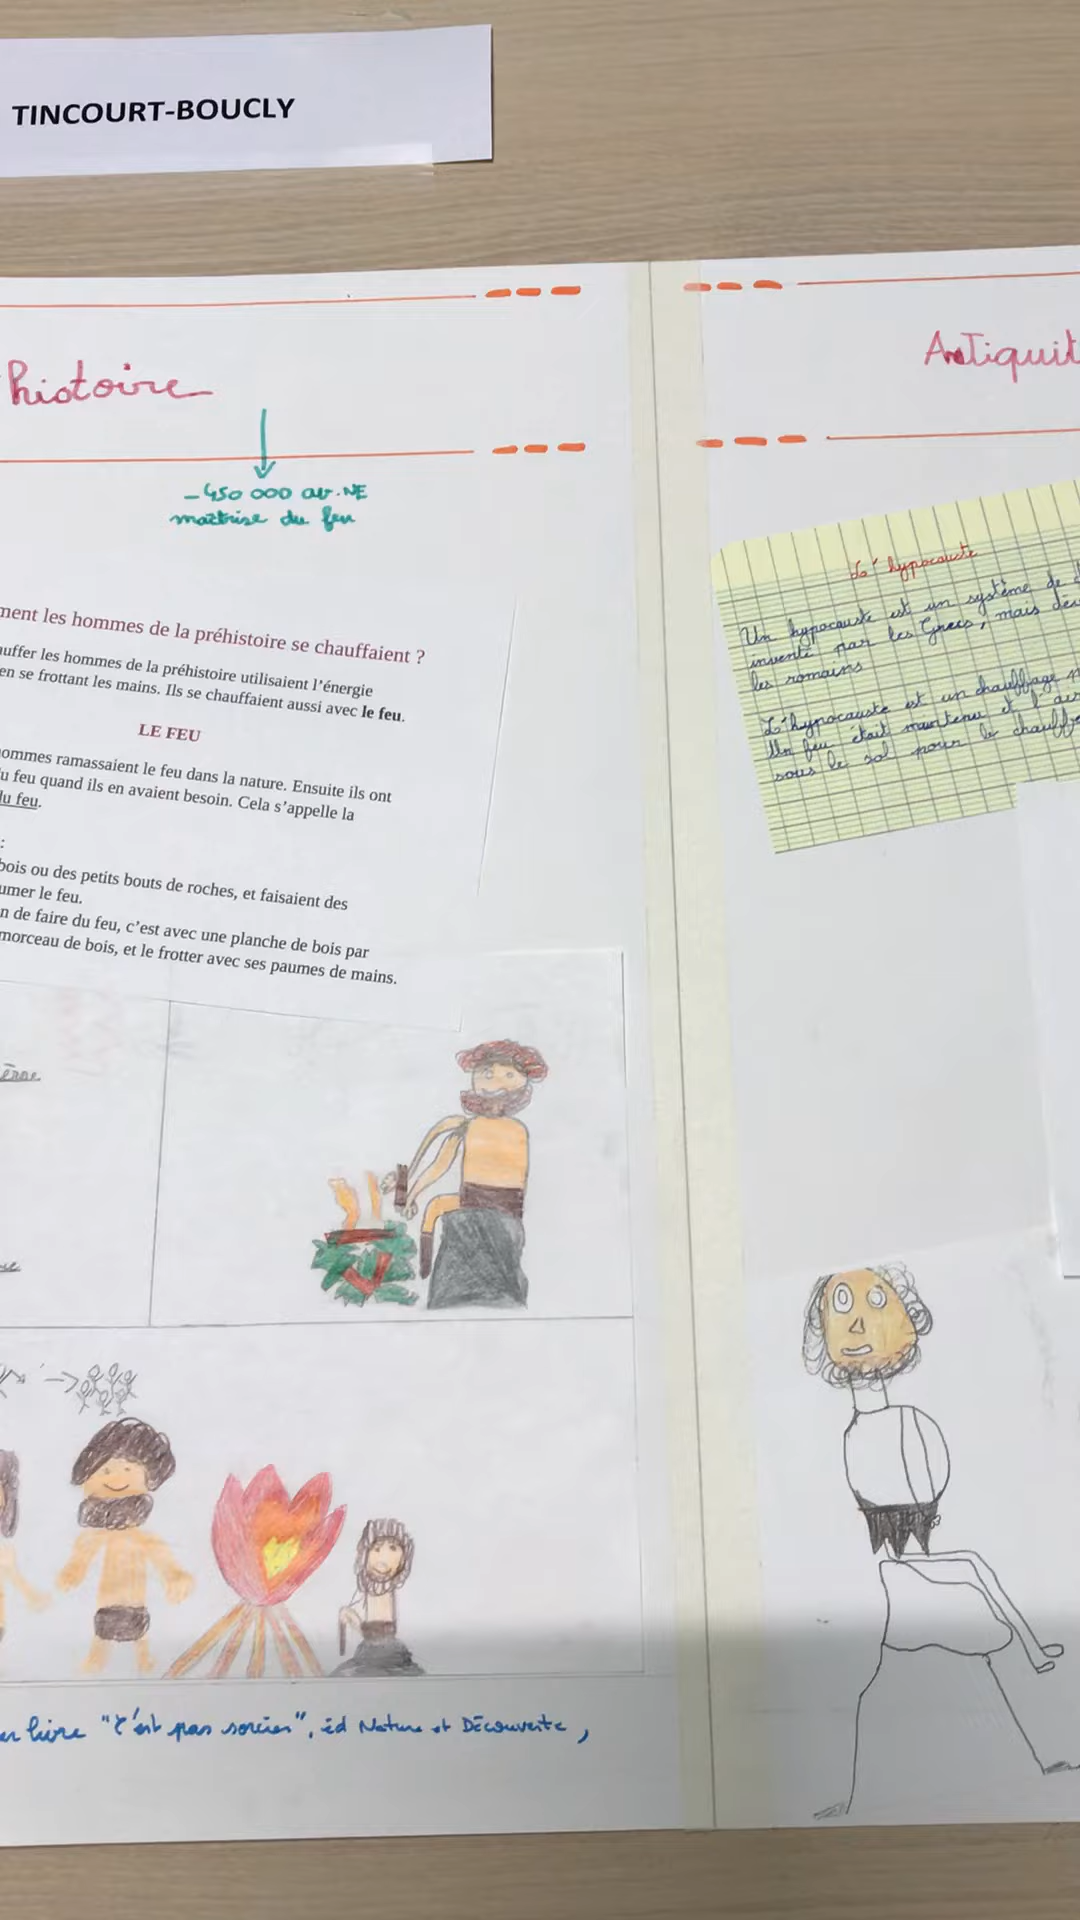 TINCOURT-BOUCLY
histoire
-450 000 av. NE
maîtrise du feu
ment les hommes de la préhistoire se chauffaient ?
auffer les hommes de la préhistoire utilisaient l'énergie
en se frottant les mains. Ils se chauffaient aussi avec le feu.
LE FEU
ommes ramassaient le feu dans la nature. Ensuite ils ont
u feu quand ils en avaient besoin. Cela s'appelle la
du feu.
:
bois ou des petits bouts de roches, et faisaient des
umer le feu.
n de faire du feu, c'est avec une planche de bois par
morceau de bois, et le frotter avec ses paumes de mains.
livre "C'est pas sorcier", éd Nature et Découverte,
Antiquit
L'hypocauste
Un hypocauste est un système de
inventé par les Grecs, mais
les romains
L'hypocauste est un chauffage
Un feu était maintenu et l'air
sous le sol pour le chauff